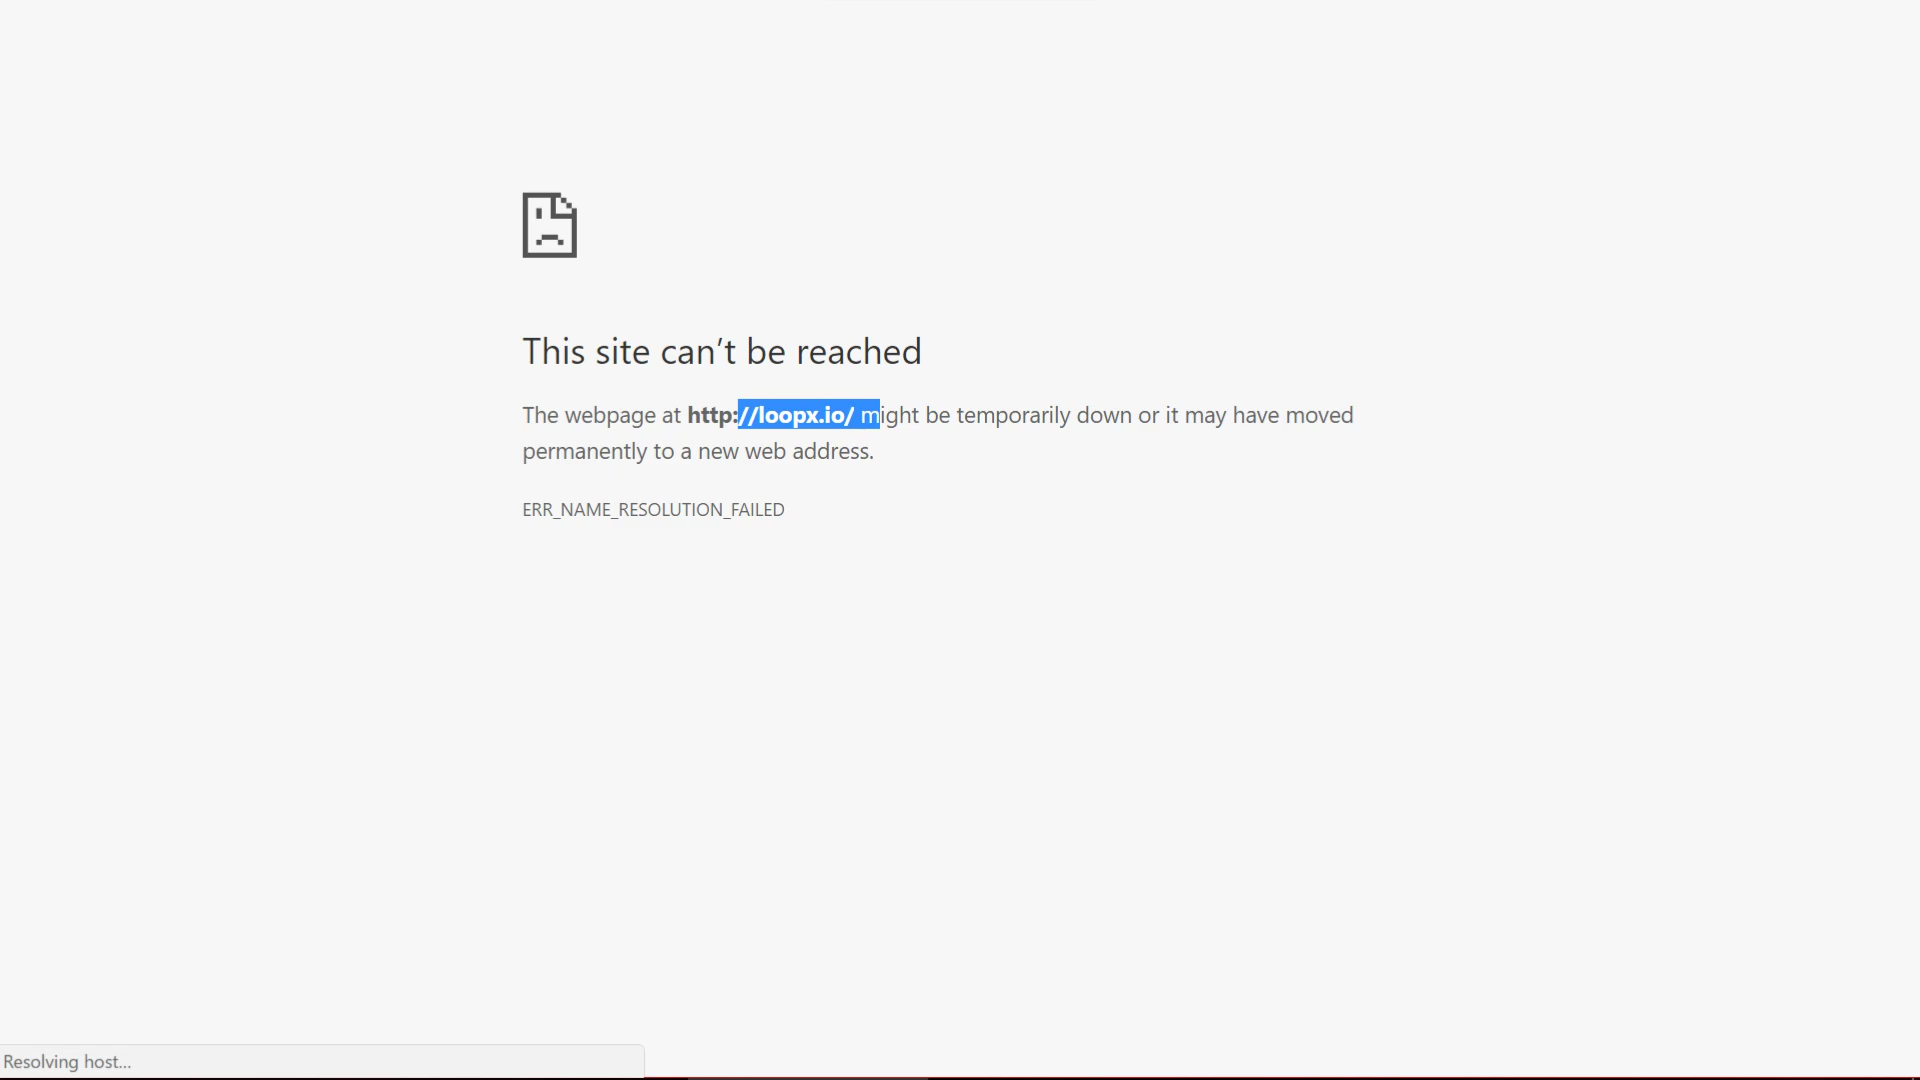 This site can’t be reached
The webpage at http://loopx.io/ might be temporarily down or it may have moved
permanently to a new web address.
ERR_NAME_RESOLUTION_FAILED
Resolving host...